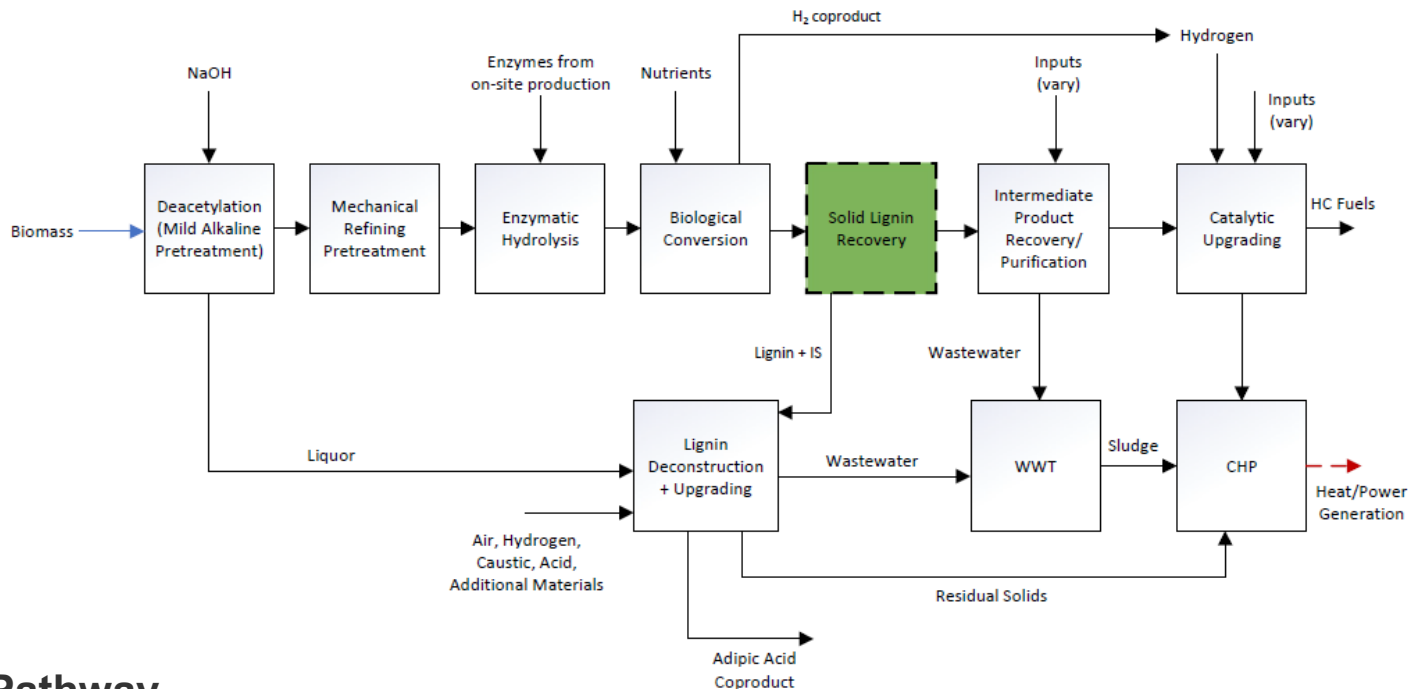 H2 coproduct
Hydrogen
NaOH
Enzymes from
on-site production
Nutrients
Inputs
(vary)
Inputs
(vary)
Biomass
Deacetylation
(Mild Alkaline
Pretreatment)
Mechanical
Refining
Pretreatment
Enzymatic
Hydrolysis
Biological
Conversion
Solid Lignin
Recovery
Intermediate
Product
Recovery/
Purification
Catalytic
Upgrading
HC Fuels
Lignin + IS
Wastewater
Liquor
Lignin
Deconstruction
+ Upgrading
Wastewater
WWT
Sludge
CHP
Heat/Power
Generation
Air, Hydrogen,
Caustic, Acid,
Additional Materials
Residual Solids
Adipic Acid
Coproduct
Pathway